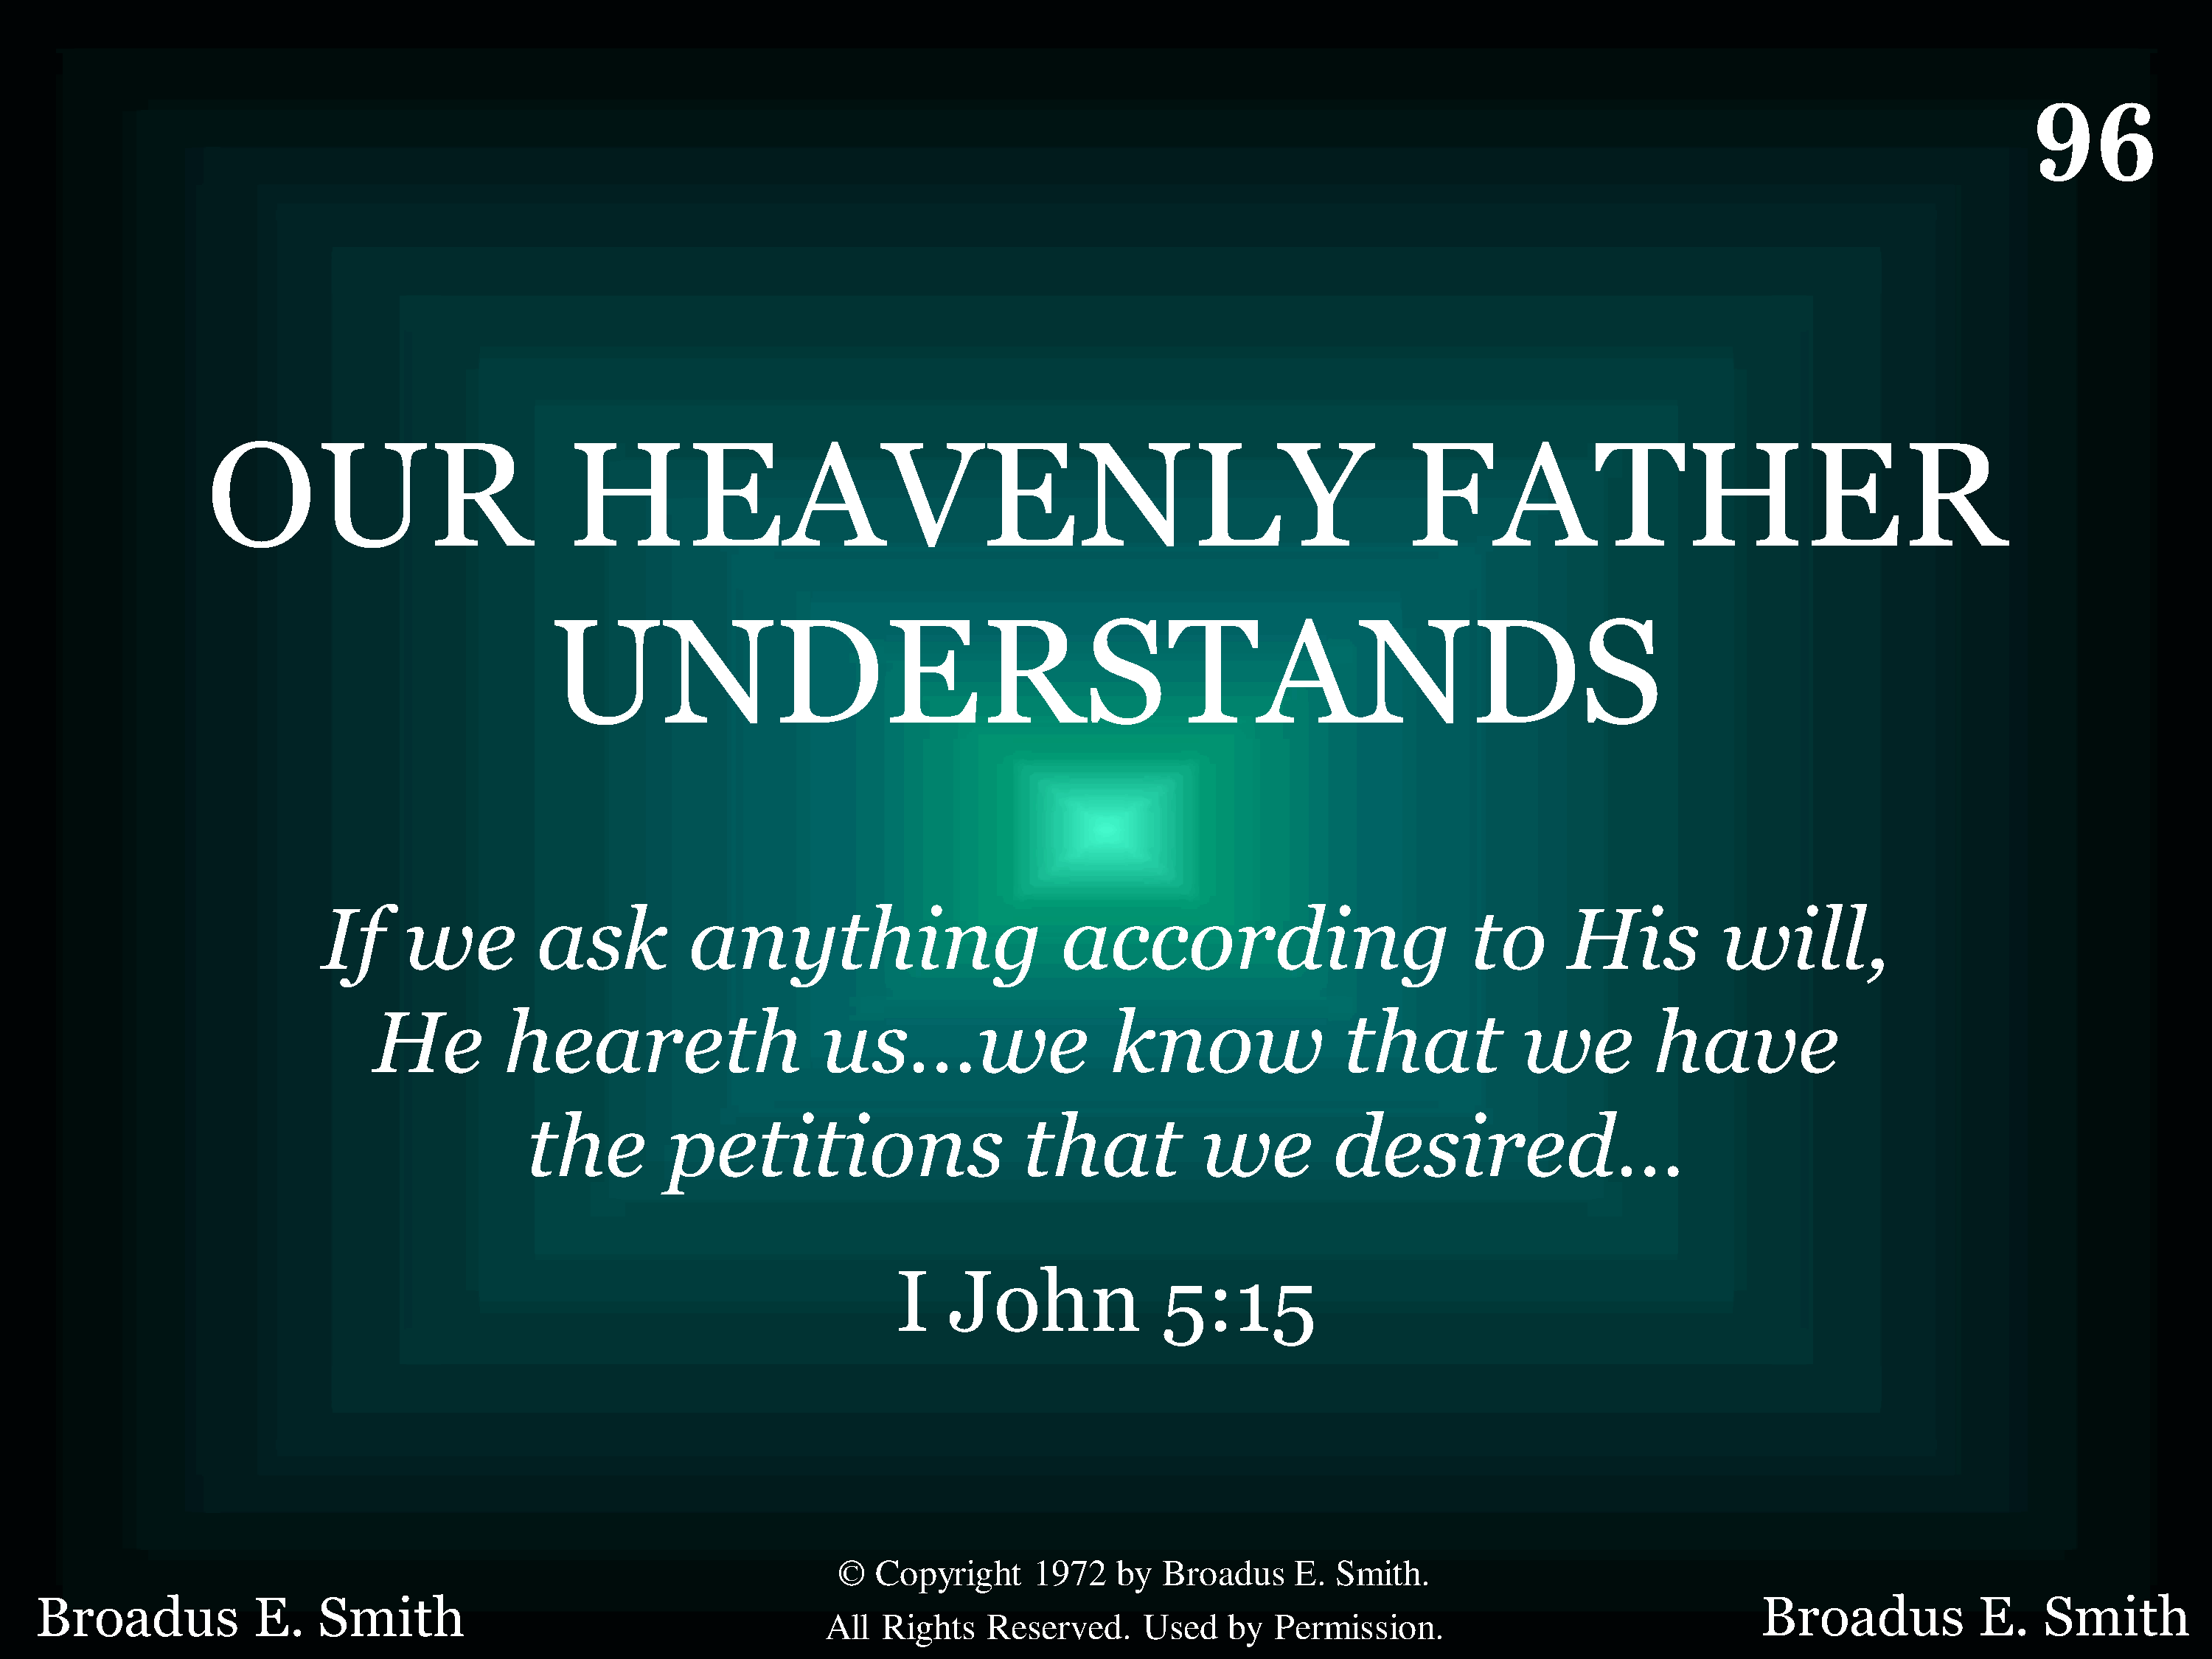 96
OUR HEAVENLY FATHER
UNDERSTANDS
If we ask anything according to His will,
He heareth us...we know that we have
the petitions that we desired...
I John 5:15
© Copyright 1972 by Broadus E. Smith.
All Rights Reserved. Used by Permission.
Broadus E. Smith
Broadus E. Smith